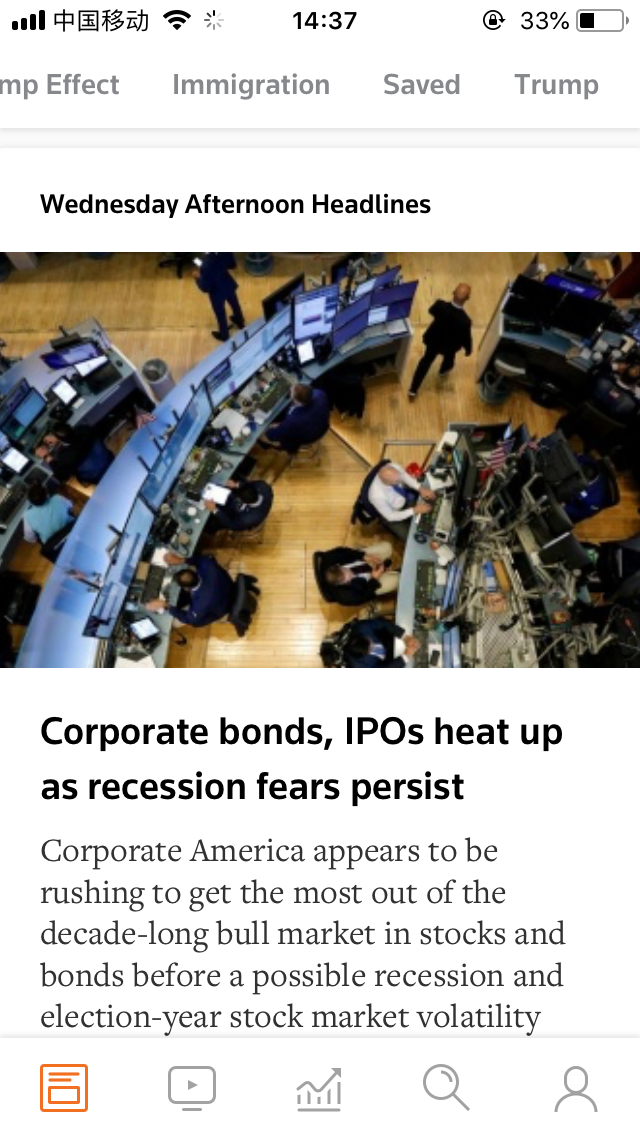 中国移动 14:37 33%
mp Effect Immigration Saved Trump
Wednesday Afternoon Headlines
Corporate bonds, IPOs heat up
as recession fears persist
Corporate America appears to be
rushing to get the most out of the
decade-long bull market in stocks and
bonds before a possible recession and
election-year stock market volatility